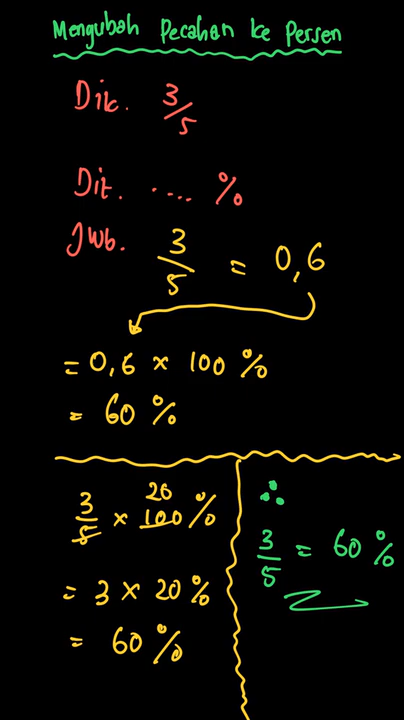 Mengubah Pecahan ke Persen
Dik. 3/5
Dit. .... %
Jwb. 3/5 = 0,6
= 0,6 x 100 %
= 60 %
3/5 x 100 %
20
= 3 x 20 %
= 60 %
∴
3/5 = 60 %